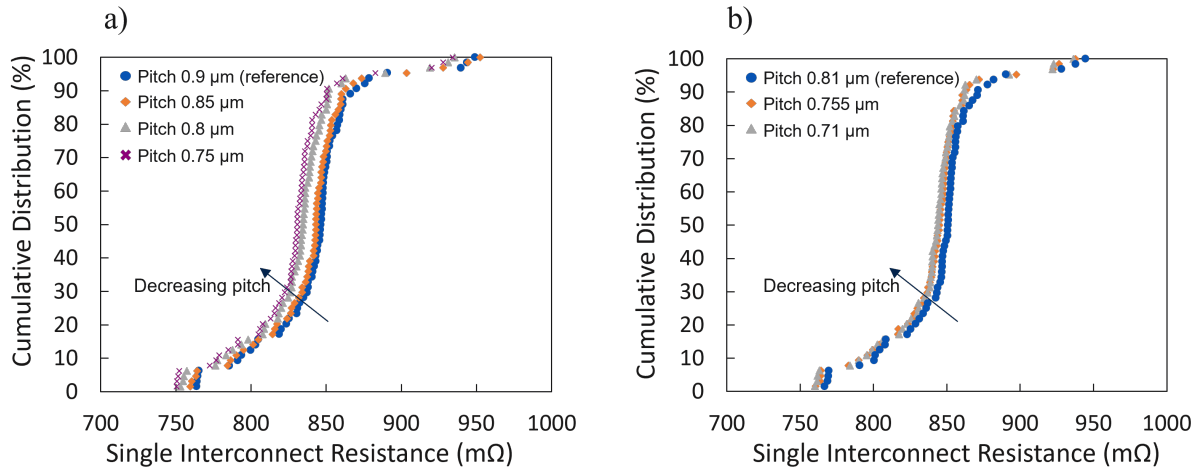 a)
Cumulative Distribution (%)
100
90
80
70
60
50
40
30
20
10
0
Pitch 0.9 µm (reference)
Pitch 0.85 µm
Pitch 0.8 µm
Pitch 0.75 µm
Decreasing pitch
700 750 800 850 900 950 1000
Single Interconnect Resistance (mΩ)
b)
Cumulative Distribution (%)
100
90
80
70
60
50
40
30
20
10
0
Pitch 0.81 µm (reference)
Pitch 0.755 µm
Pitch 0.71 µm
Decreasing pitch
700 750 800 850 900 950 1000
Single Interconnect Resistance (mΩ)